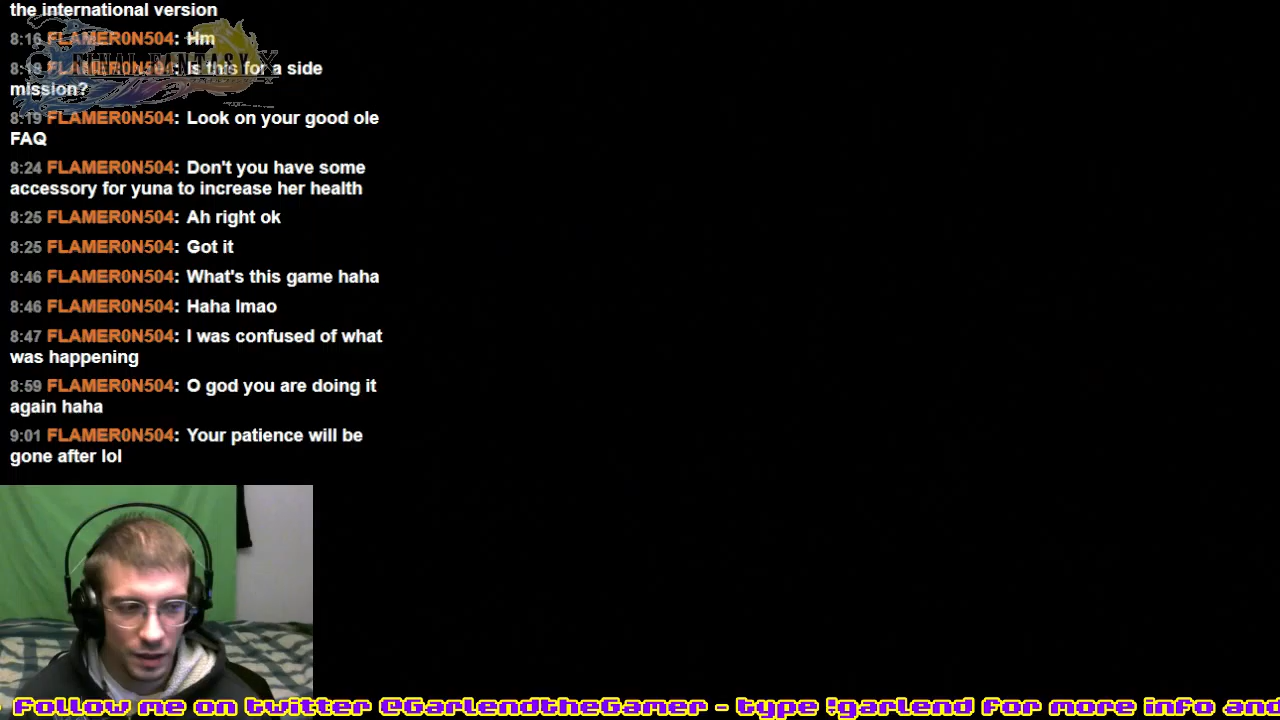 the international version
8:16 FLAMER0N504: Hm
FINAL FANTASY X
8:19 FLAMER0N504: Is this for a side
mission?
8:19 FLAMER0N504: Look on your good ole
FAQ
8:24 FLAMER0N504: Don't you have some
accessory for yuna to increase her health
8:25 FLAMER0N504: Ah right ok
8:25 FLAMER0N504: Got it
8:46 FLAMER0N504: What's this game haha
8:46 FLAMER0N504: Haha lmao
8:47 FLAMER0N504: I was confused of what
was happening
8:59 FLAMER0N504: O god you are doing it
again haha
9:01 FLAMER0N504: Your patience will be
gone after lol
Follow me on twitter @GarlendtheGamer - type !garlend for more info and